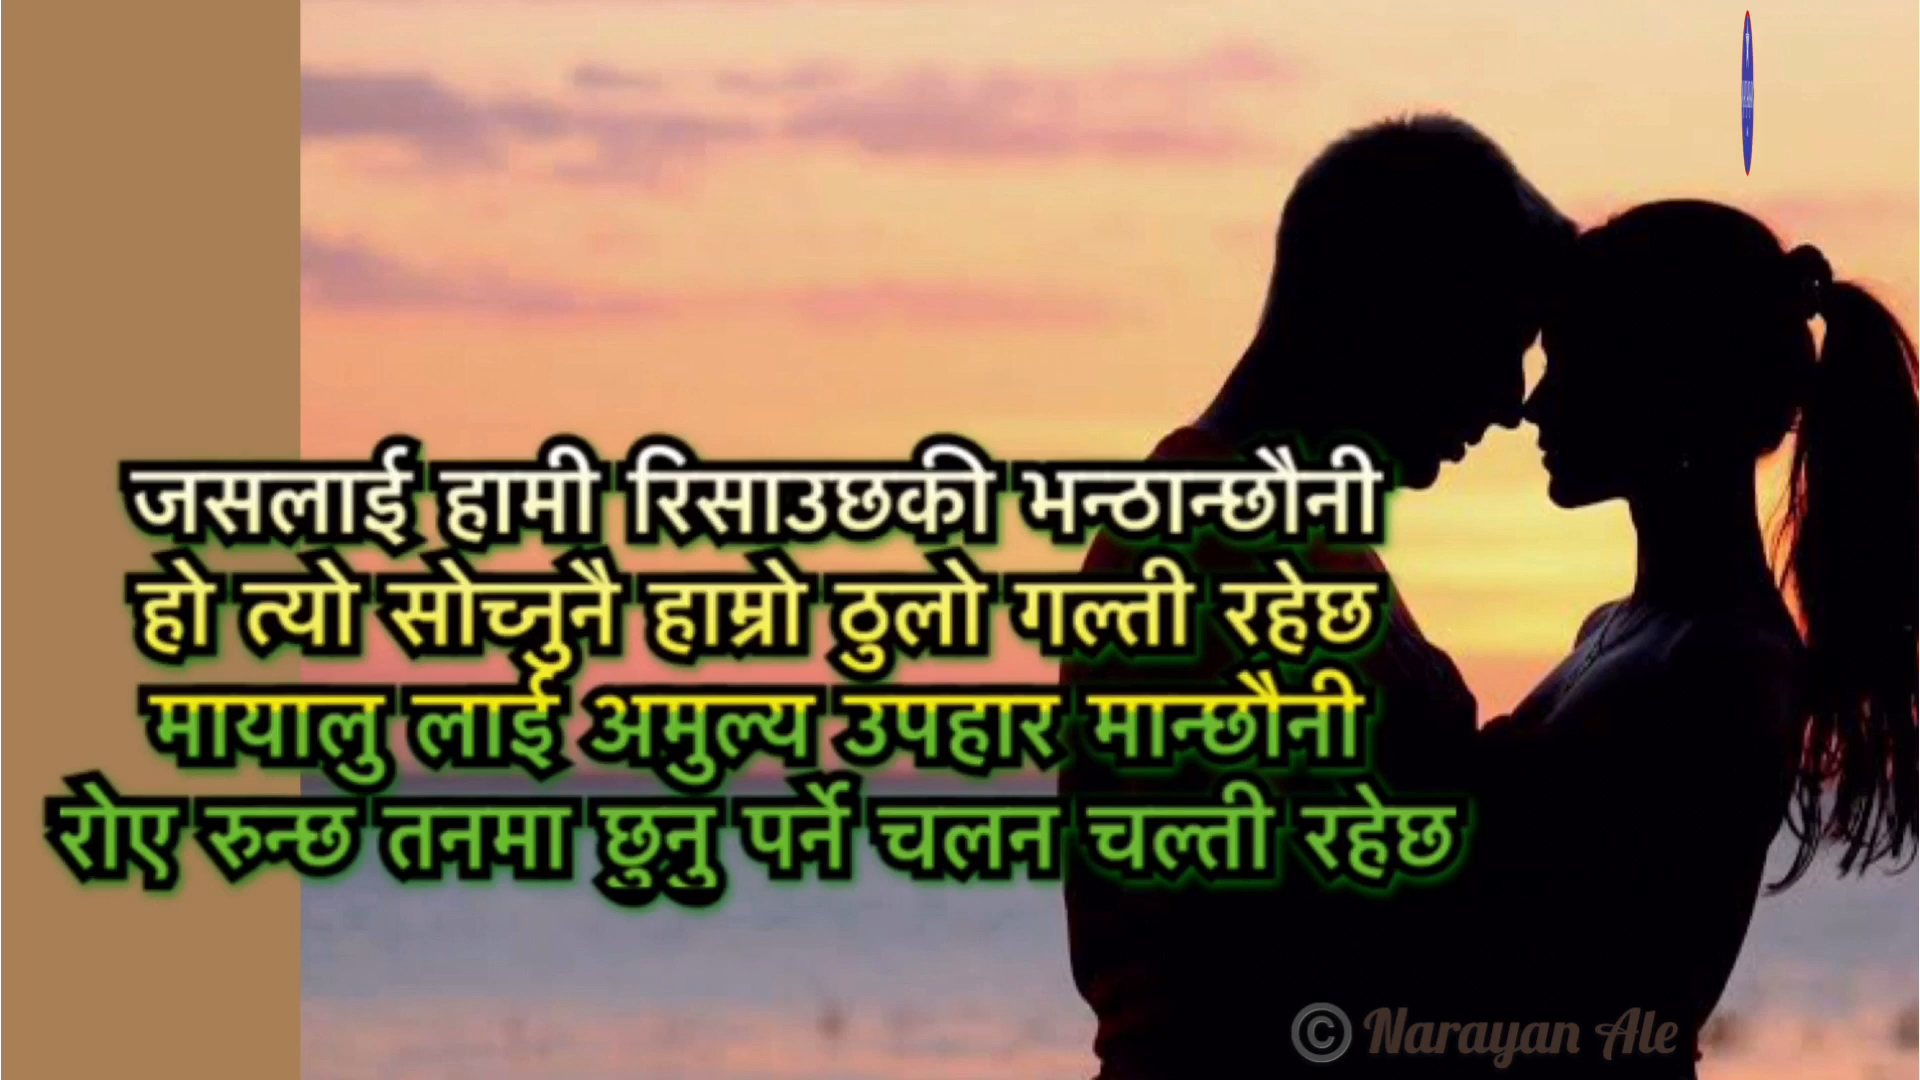 जसलाई हामी रिसाउछकी भन्ठान्छौनी
हो त्यो सोच्नुनै हाम्रो ठुलो गल्ती रहेछ
मायालु लाई अमुल्य उपहार मान्छौनी
रोए रुन्छ तनमा छुनु पर्ने चलन चल्ती रहेछ
© Narayan Ale